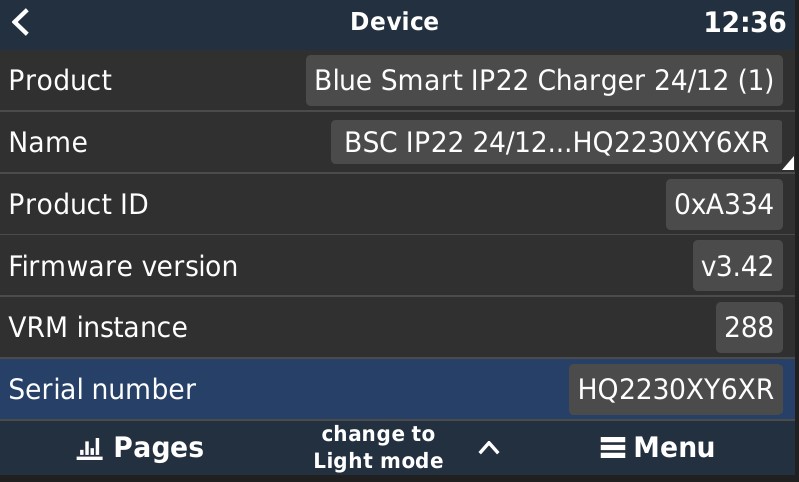 Device
12:36
Product
Blue Smart IP22 Charger 24/12 (1)
Name
BSC IP22 24/12...HQ2230XY6XR
Product ID
0xA334
Firmware version
v3.42
VRM instance
288
Serial number
HQ2230XY6XR
Pages
change to
Light mode
Menu